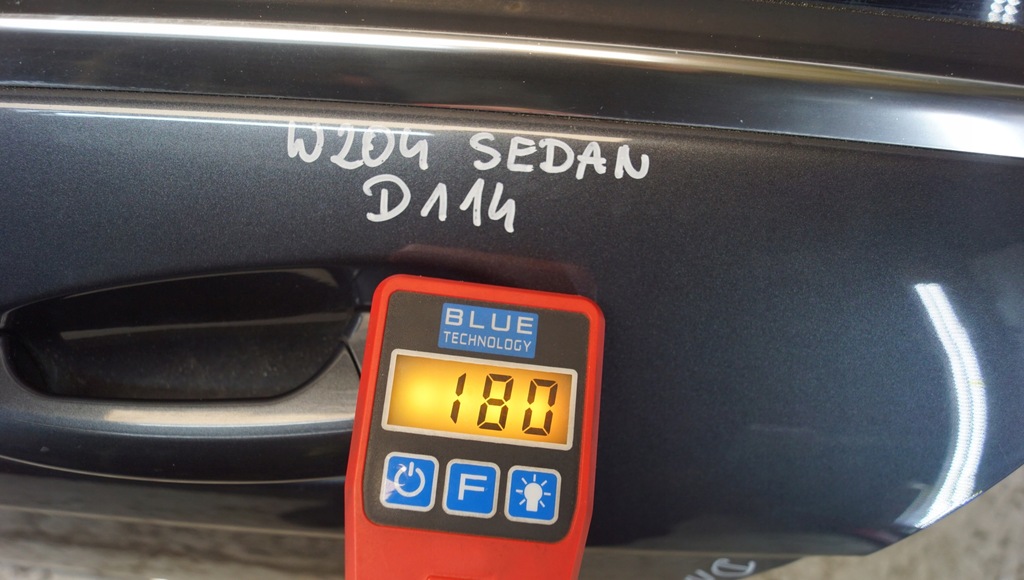 W204 SEDAN
D114
BLUE
TECHNOLOGY
180
F